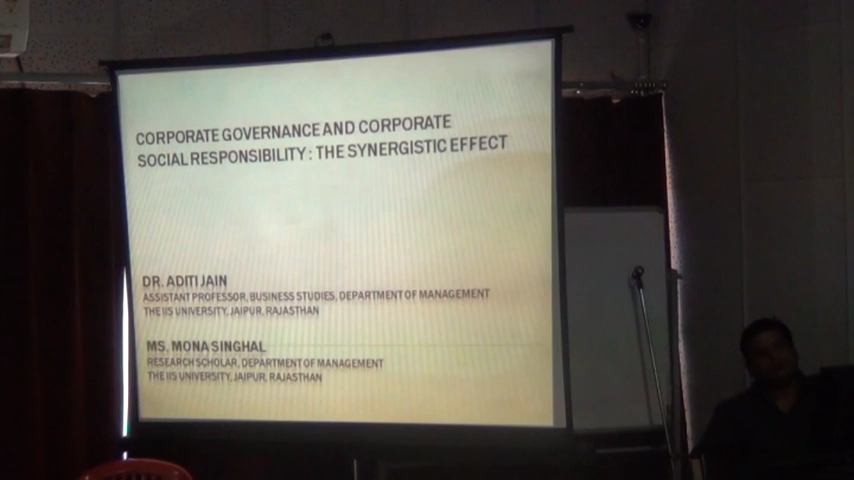 CORPORATE GOVERNANCE AND CORPORATE
SOCIAL RESPONSIBILITY : THE SYNERGISTIC EFFECT
DR. ADITI JAIN
ASSISTANT PROFESSOR, BUSINESS STUDIES, DEPARTMENT OF MANAGEMENT
THE IIS UNIVERSITY, JAIPUR, RAJASTHAN
MS. MONA SINGHAL
RESEARCH SCHOLAR, DEPARTMENT OF MANAGEMENT
THE IIS UNIVERSITY, JAIPUR, RAJASTHAN